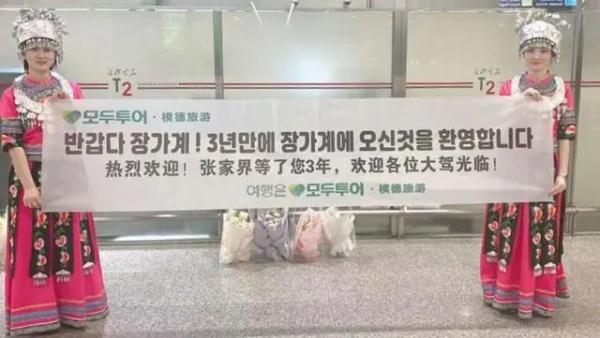 T2
T2
모두투어 · 模德旅游
반갑다 장가계! 3년만에 장가계에 오신것을 환영합니다
热烈欢迎！张家界等了您3年，欢迎各位大驾光临！
여행은 모두투어 · 模德旅游